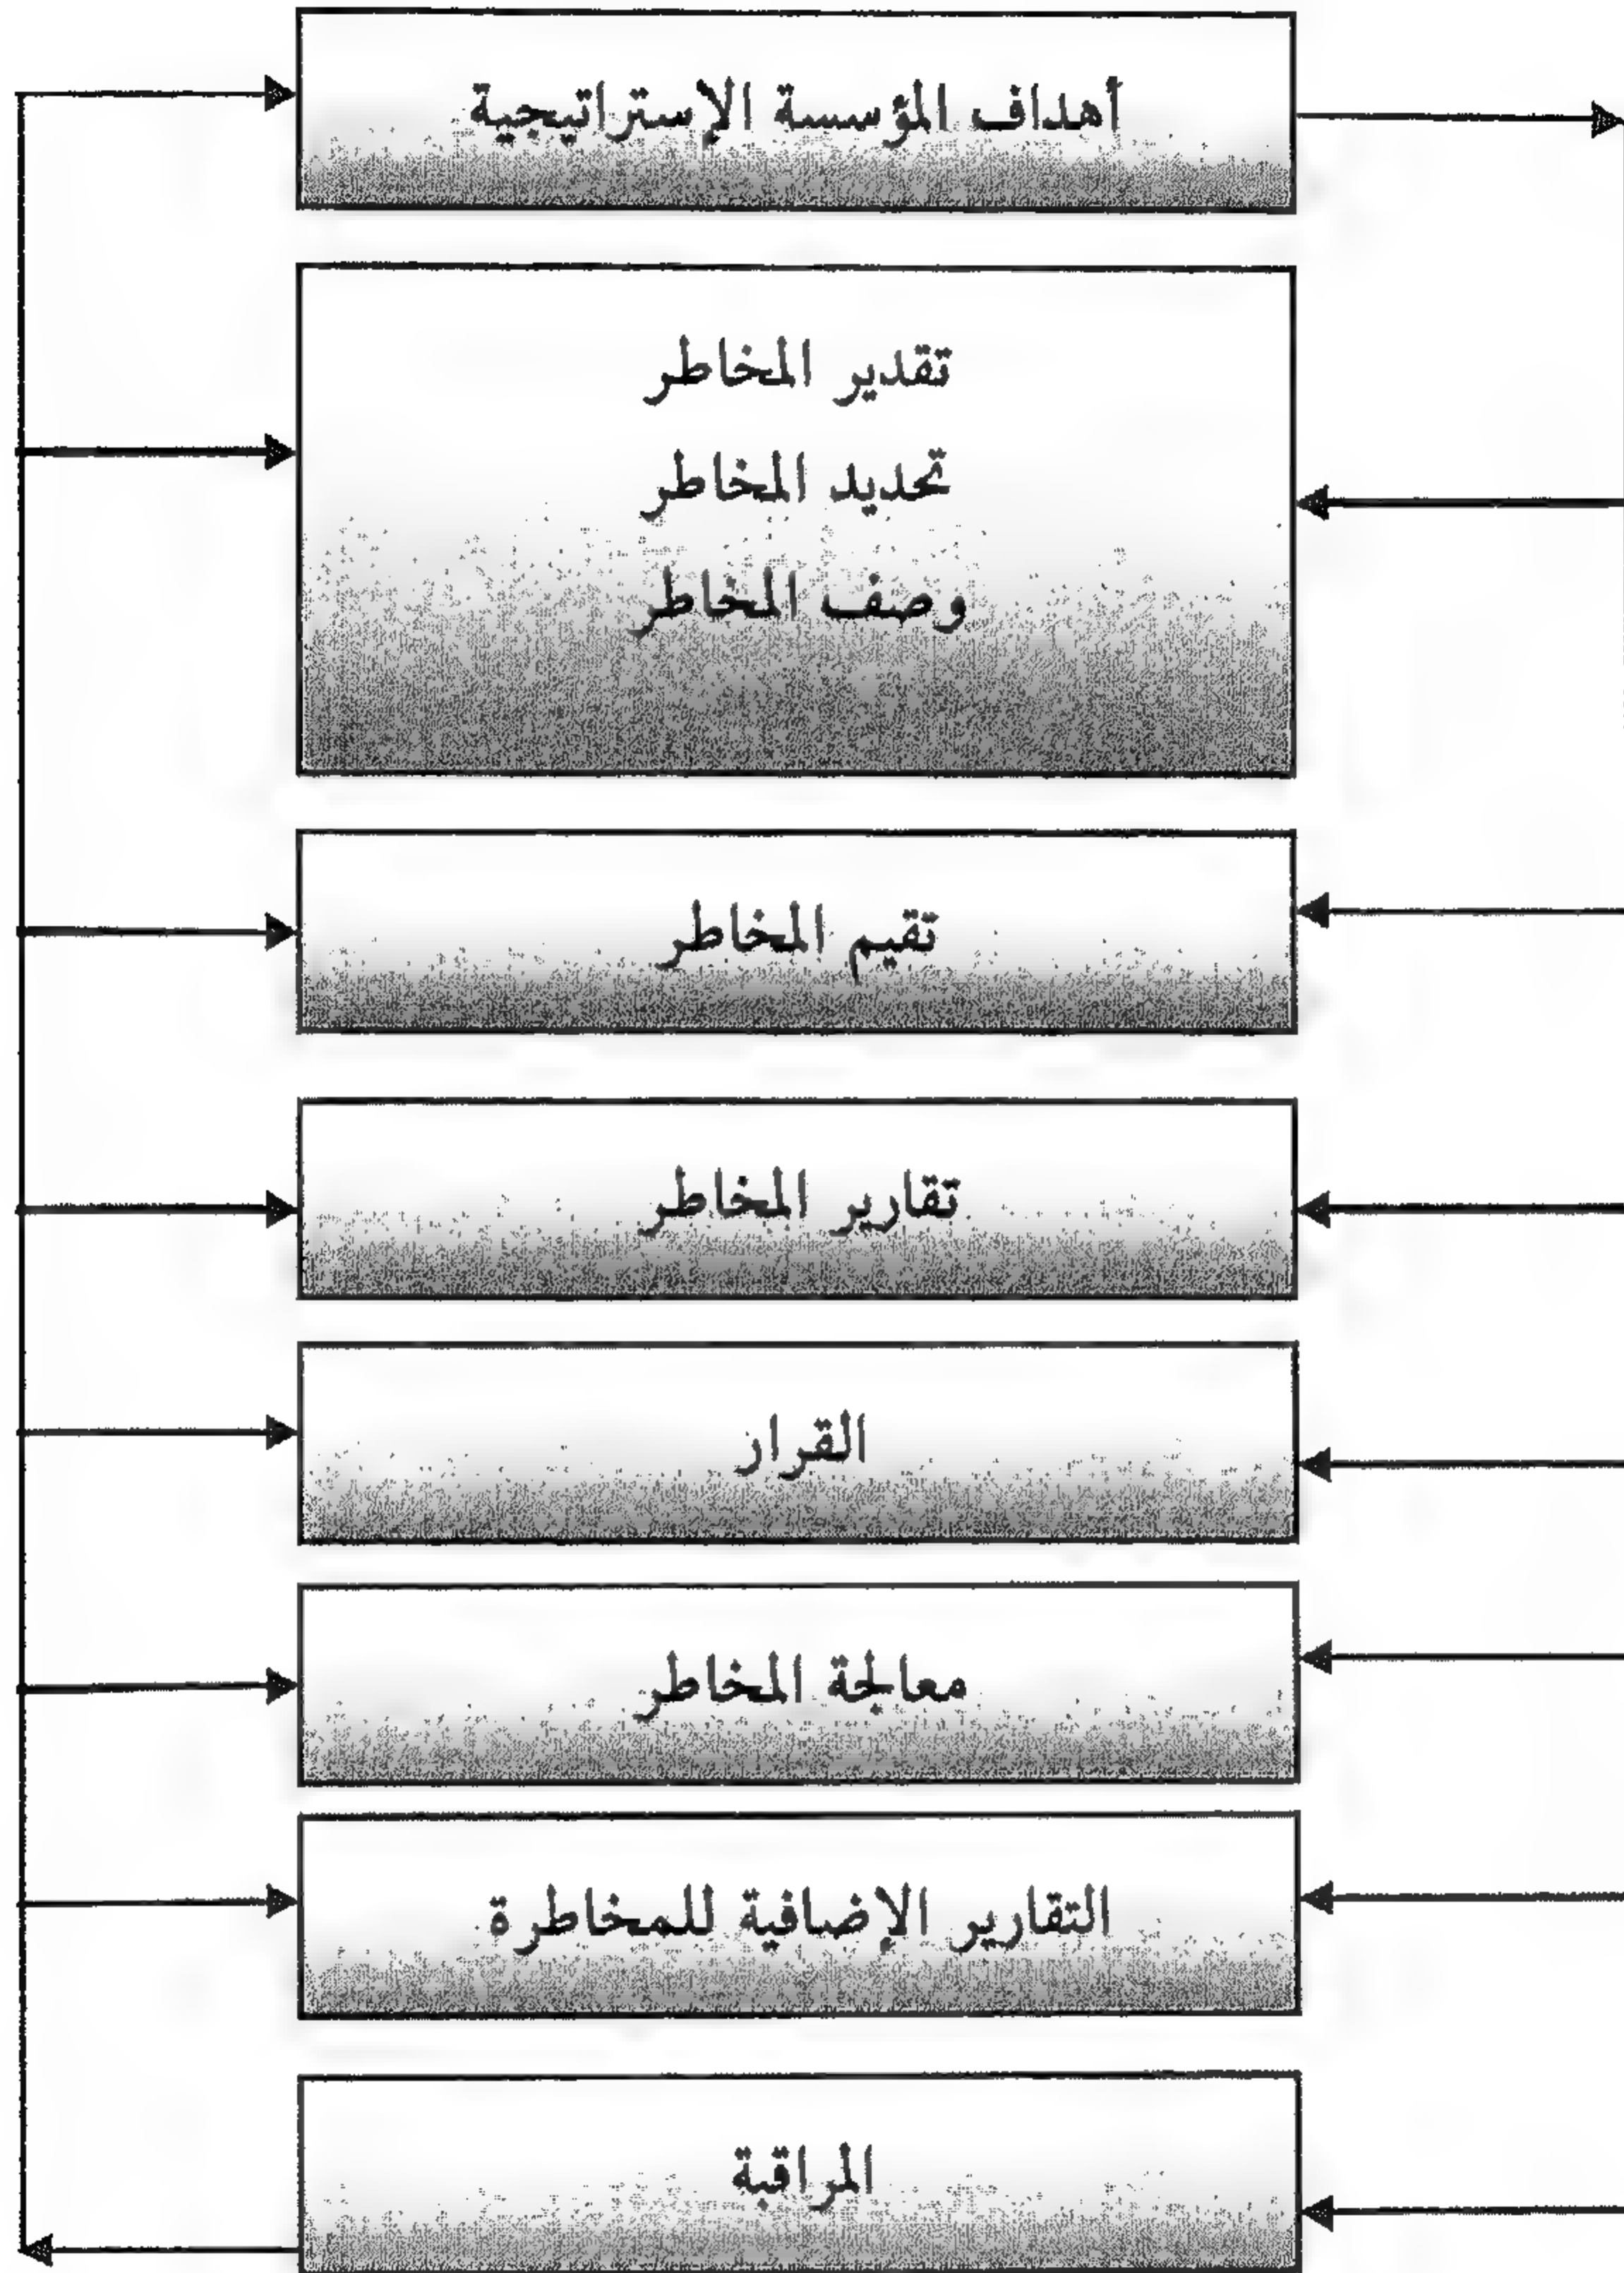 أهداف المؤسسة الإستراتيجية
تقدير المخاطر
تحديد المخاطر
وصف المخاطر
تقيم المخاطر
تقارير المخاطر
القرار
معالجة المخاطر
التقارير الإضافية للمخاطرة
المراقبة